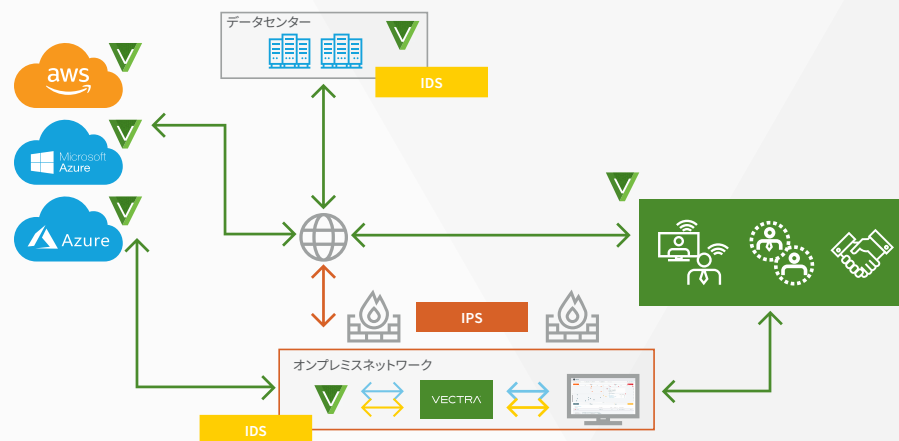 データセンター
IDS
aws
Microsoft
Azure
Azure
IPS
オンプレミスネットワーク
VECTRA
IDS